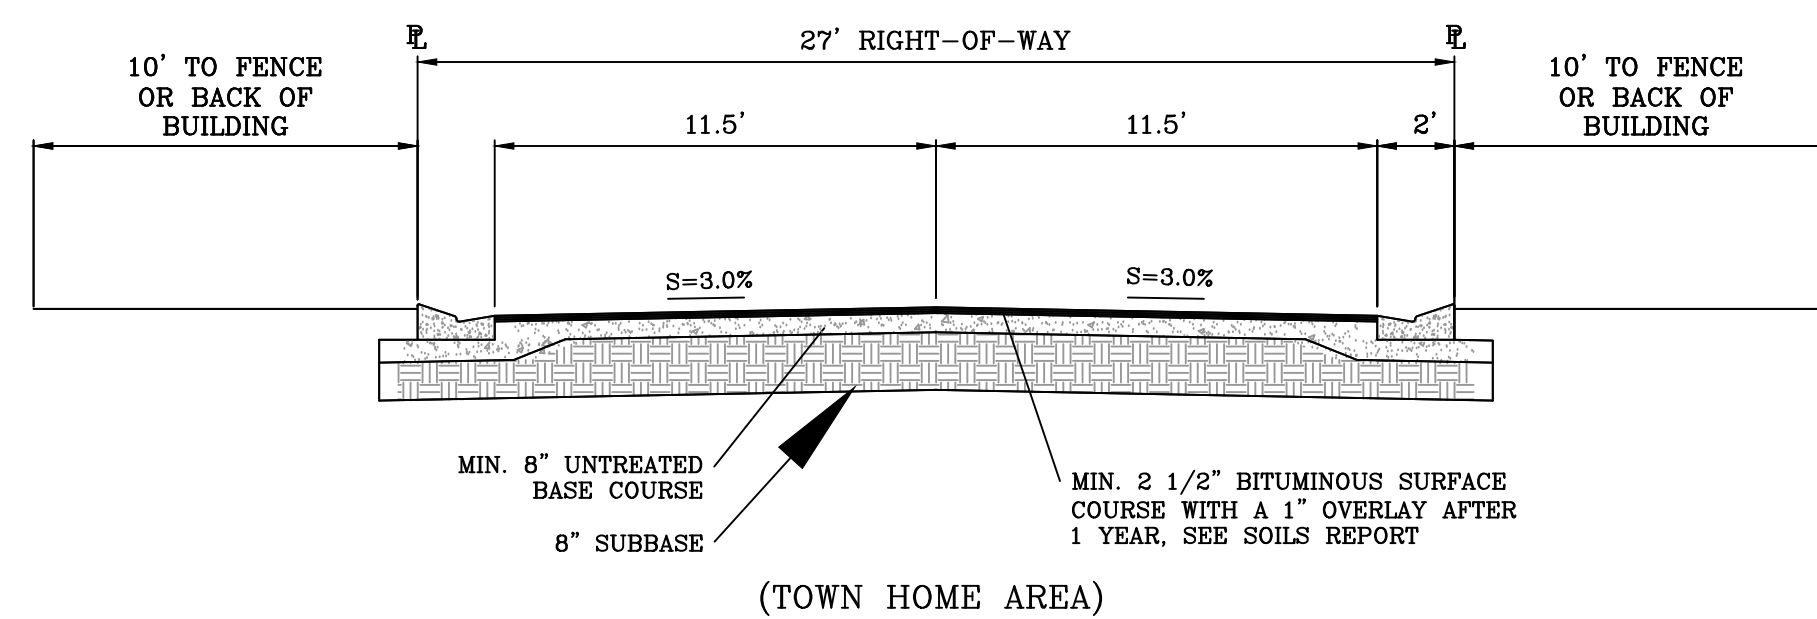 PL
27' RIGHT-OF-WAY
PL
10' TO FENCE
OR BACK OF
BUILDING
10' TO FENCE
OR BACK OF
BUILDING
11.5'
11.5'
2'
S=3.0%
S=3.0%
MIN. 8" UNTREATED
BASE COURSE
8" SUBBASE
MIN. 2 1/2" BITUMINOUS SURFACE
COURSE WITH A 1" OVERLAY AFTER
1 YEAR, SEE SOILS REPORT
(TOWN HOME AREA)